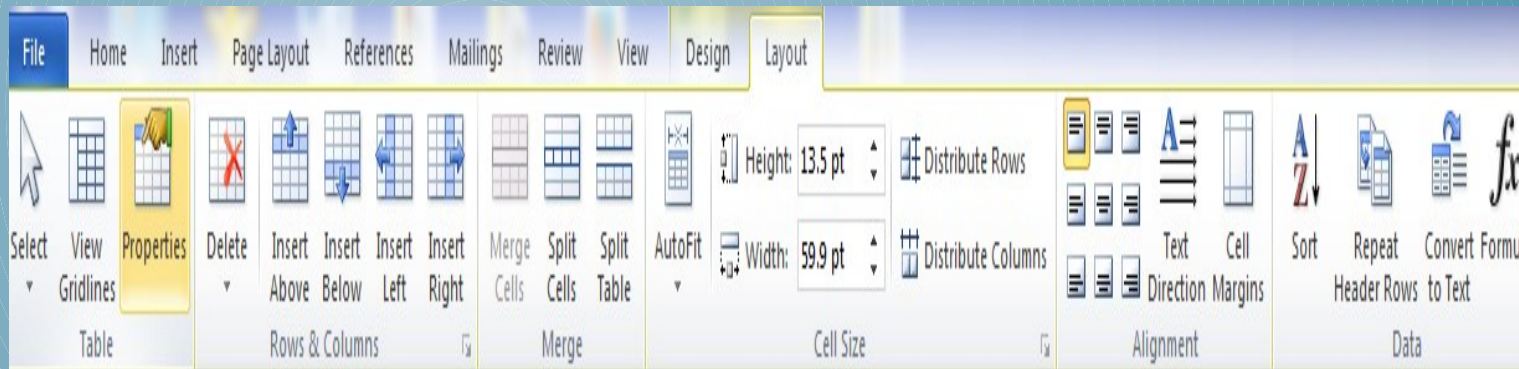 File Home Insert Page Layout References Mailings Review View Design Layout
Select View Gridlines Properties
Table
Delete Insert Above Insert Below Insert Left Insert Right
Rows & Columns
Merge Cells Split Cells Split Table
Merge
AutoFit Height: 13.5 pt Distribute Rows
Width: 59.9 pt Distribute Columns
Cell Size
Text Direction Cell Margins
Alignment
A
Z
Sort Repeat Header Rows Convert to Text fx Formu
Data